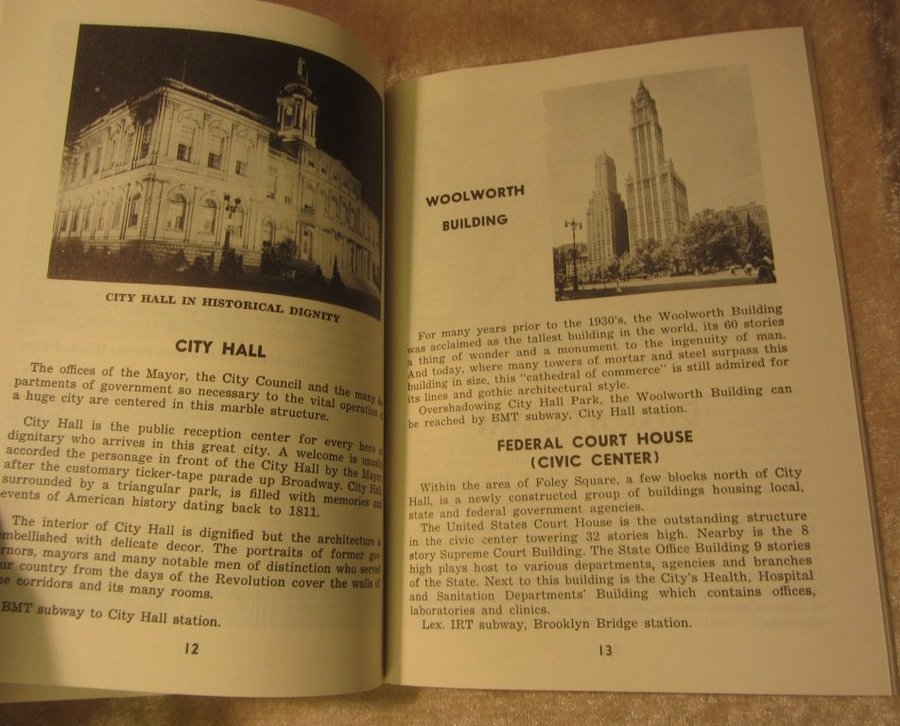 CITY HALL IN HISTORICAL DIGNITY
CITY HALL
The offices of the Mayor, the City Council and the many
partments of government so necessary to the vital operation
a huge city are centered in this marble structure.
City Hall is the public reception center for every hero
dignitary who arrives in this great city. A welcome is
accorded the personage in front of the City Hall by the Mayor
after the customary ticker-tape parade up Broadway. City
surrounded by a triangular park, is filled with memories
events of American history dating back to 1811.
The interior of City Hall is dignified but the architecture
mbellished with delicate decor. The portraits of former gov-
rnors, mayors and many notable men of distinction who served
ur country from the days of the Revolution cover the walls of
he corridors and its many rooms.
BMT subway to City Hall station.
12
WOOLWORTH
BUILDING
For many years prior to the 1930's, the Woolworth Building
was acclaimed as the tallest building in the world, its 60 stories
a thing of wonder and a monument to the ingenuity of man.
And today, where many towers of mortar and steel surpass this
building in size, this "cathedral of commerce" is still admired for
its lines and gothic architectural style.
Overshadowing City Hall Park, the Woolworth Building can
be reached by BMT subway, City Hall station.
FEDERAL COURT HOUSE
(CIVIC CENTER)
Within the area of Foley Square, a few blocks north of City
Hall, is a newly constructed group of buildings housing local,
state and federal government agencies.
The United States Court House is the outstanding structure
in the civic center towering 32 stories high. Nearby is the 8
story Supreme Court Building. The State Office Building 9 stories
high plays host to various departments, agencies and branches
of the State. Next to this building is the City's Health, Hospital
and Sanitation Departments' Building which contains offices,
laboratories and clinics.
Lex. IRT subway, Brooklyn Bridge station.
13